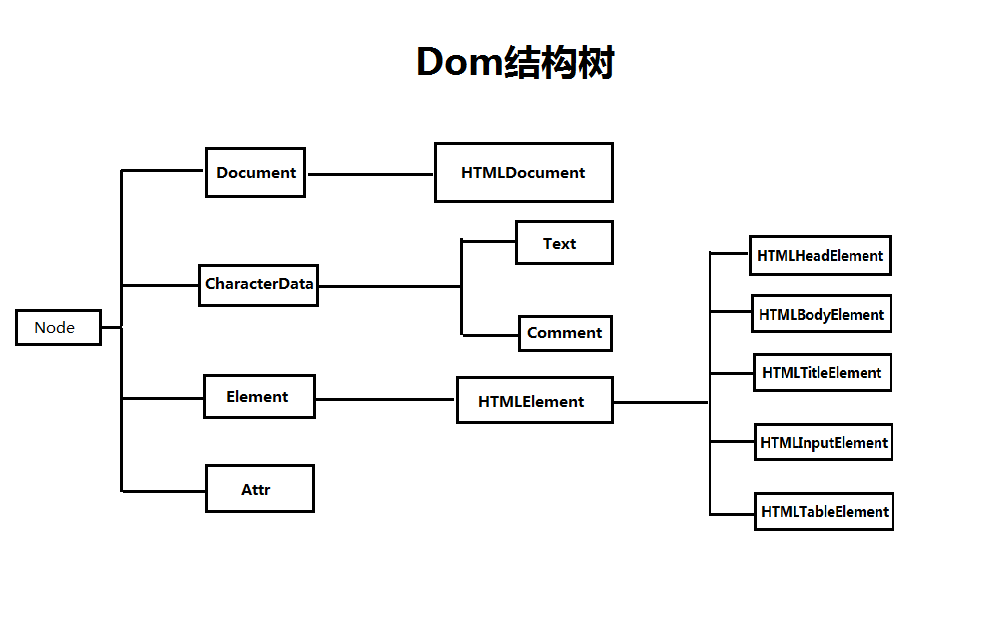 Dom结构树
Document
HTMLDocument
Text
HTMLHeadElement
CharacterData
HTMLBodyElement
Node
Comment
HTMLTitleElement
Element
HTMLElement
HTMLInputElement
Attr
HTMLTableElement